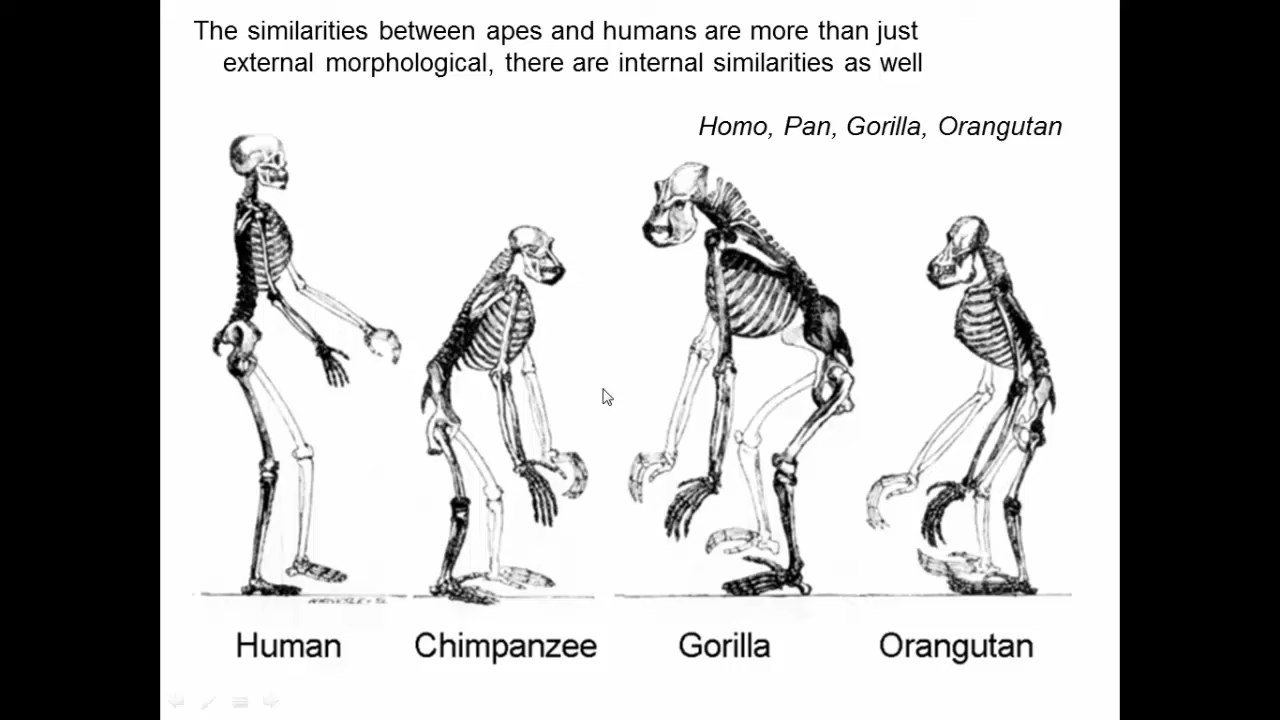 The similarities between apes and humans are more than just
external morphological, there are internal similarities as well
Homo, Pan, Gorilla, Orangutan
Human
Chimpanzee
Gorilla
Orangutan